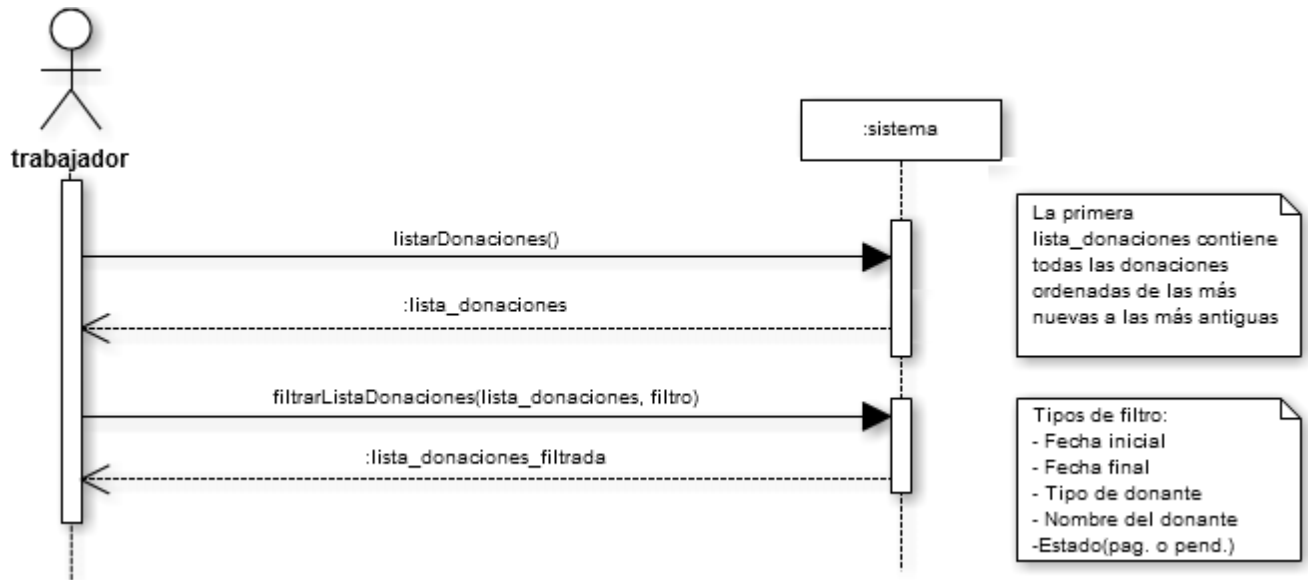 trabajador
:sistema
listarDonaciones()
:lista_donaciones
La primera
lista_donaciones contiene
todas las donaciones
ordenadas de las más
nuevas a las más antiguas
filtrarListaDonaciones(lista_donaciones, filtro)
:lista_donaciones_filtrada
Tipos de filtro:
- Fecha inicial
- Fecha final
- Tipo de donante
- Nombre del donante
-Estado(pag. o pend.)